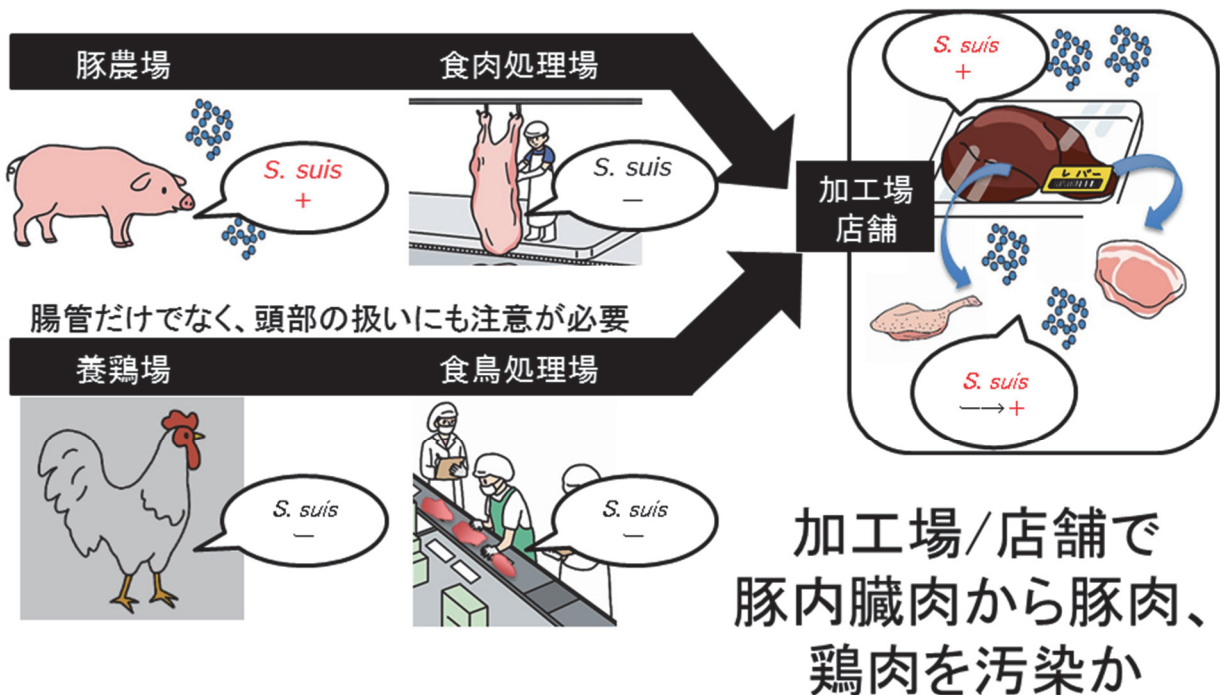 豚農場
食肉処理場
S. suis
+
S. suis
−
腸管だけでなく、頭部の扱いにも注意が必要
養鶏場
食鳥処理場
S. suis
−
S. suis
−
加工場
店舗
S. suis
+
レバー
S. suis
−→+
加工場/店舗で
豚内臓肉から豚肉、
鶏肉を汚染か